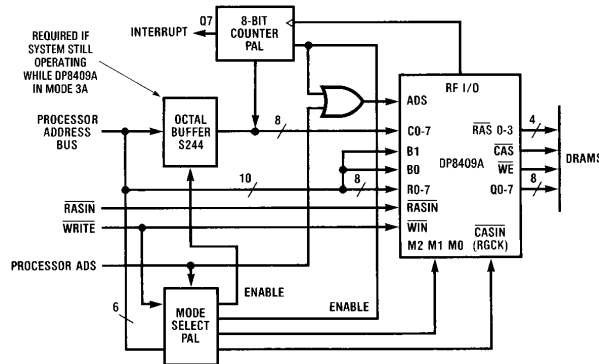 Q7
INTERRUPT
8-BIT
COUNTER
PAL
REQUIRED IF
SYSTEM STILL
OPERATING
WHILE DP8409A
IN MODE 3A
RF I/O
ADS
OCTAL
BUFFER
S244
PROCESSOR
ADDRESS
BUS
8
C0-7
RAS 0-3
4
B1
DP8409A
CAS
B0
WE
DRAMS
10
8
R0-7
Q0-7
8
RASIN
RASIN
WRITE
WIN
CASIN
M2 M1 M0
(RGCK)
PROCESSOR ADS
ENABLE
ENABLE
MODE
SELECT
PAL
6